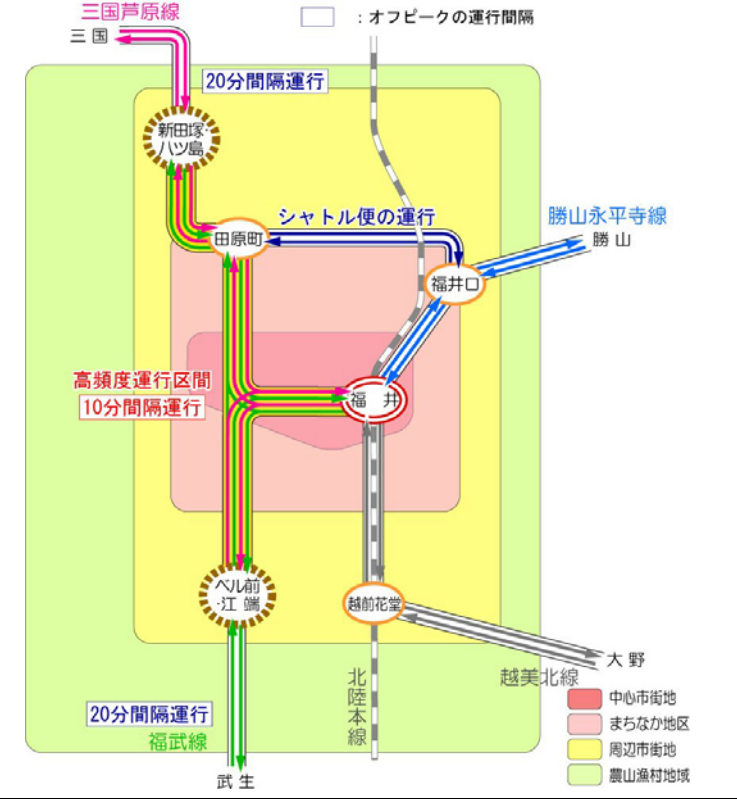 三国芦原線
三国
：オフピークの運行間隔
20分間隔運行
新田塚・
八ツ島
シャトル便の運行
田原町
勝山永平寺線
勝山
福井口
高頻度運行区間
10分間隔運行
福井
ベル前
・江端
越前花堂
大野
越美北線
北陸本線
20分間隔運行
福武線
武生
中心市街地
まちなか地区
周辺市街地
農山漁村地域